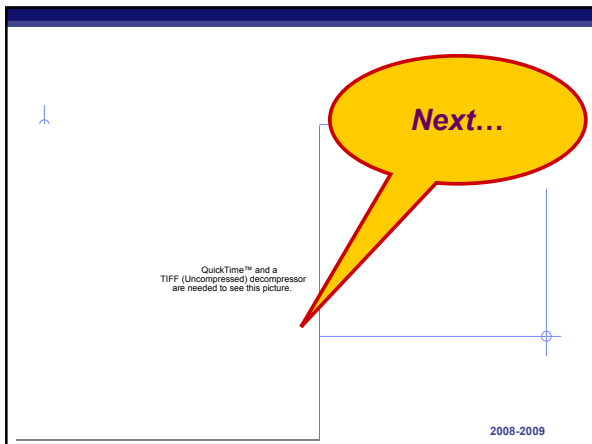 Next…
QuickTime™ and a
TIFF (Uncompressed) decompressor
are needed to see this picture.
2008-2009